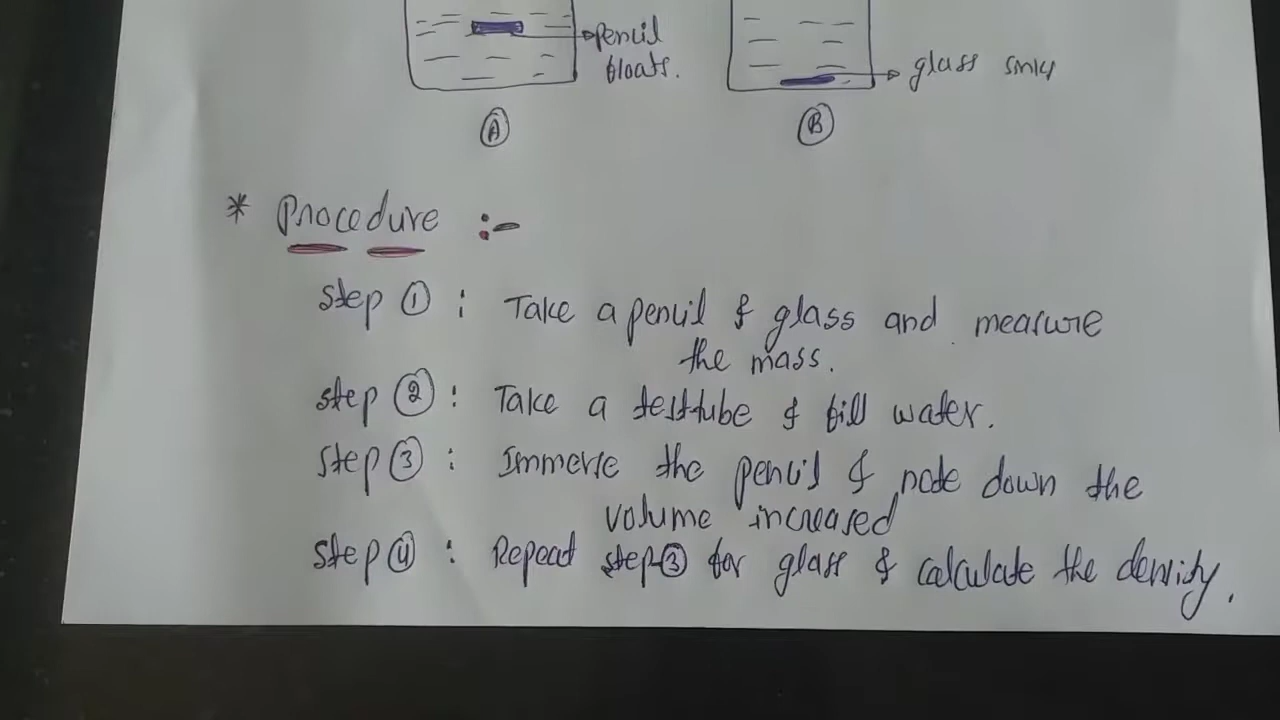 pencil
floats.
glass sinks
A
B
* Procedure :-
step ① : Take a pencil & glass and measure
the mass.
step ② : Take a testtube & fill water.
step ③ : Immerse the pencil & note down the
volume increased
step ④ : Repeat step③ for glass & calculate the density.